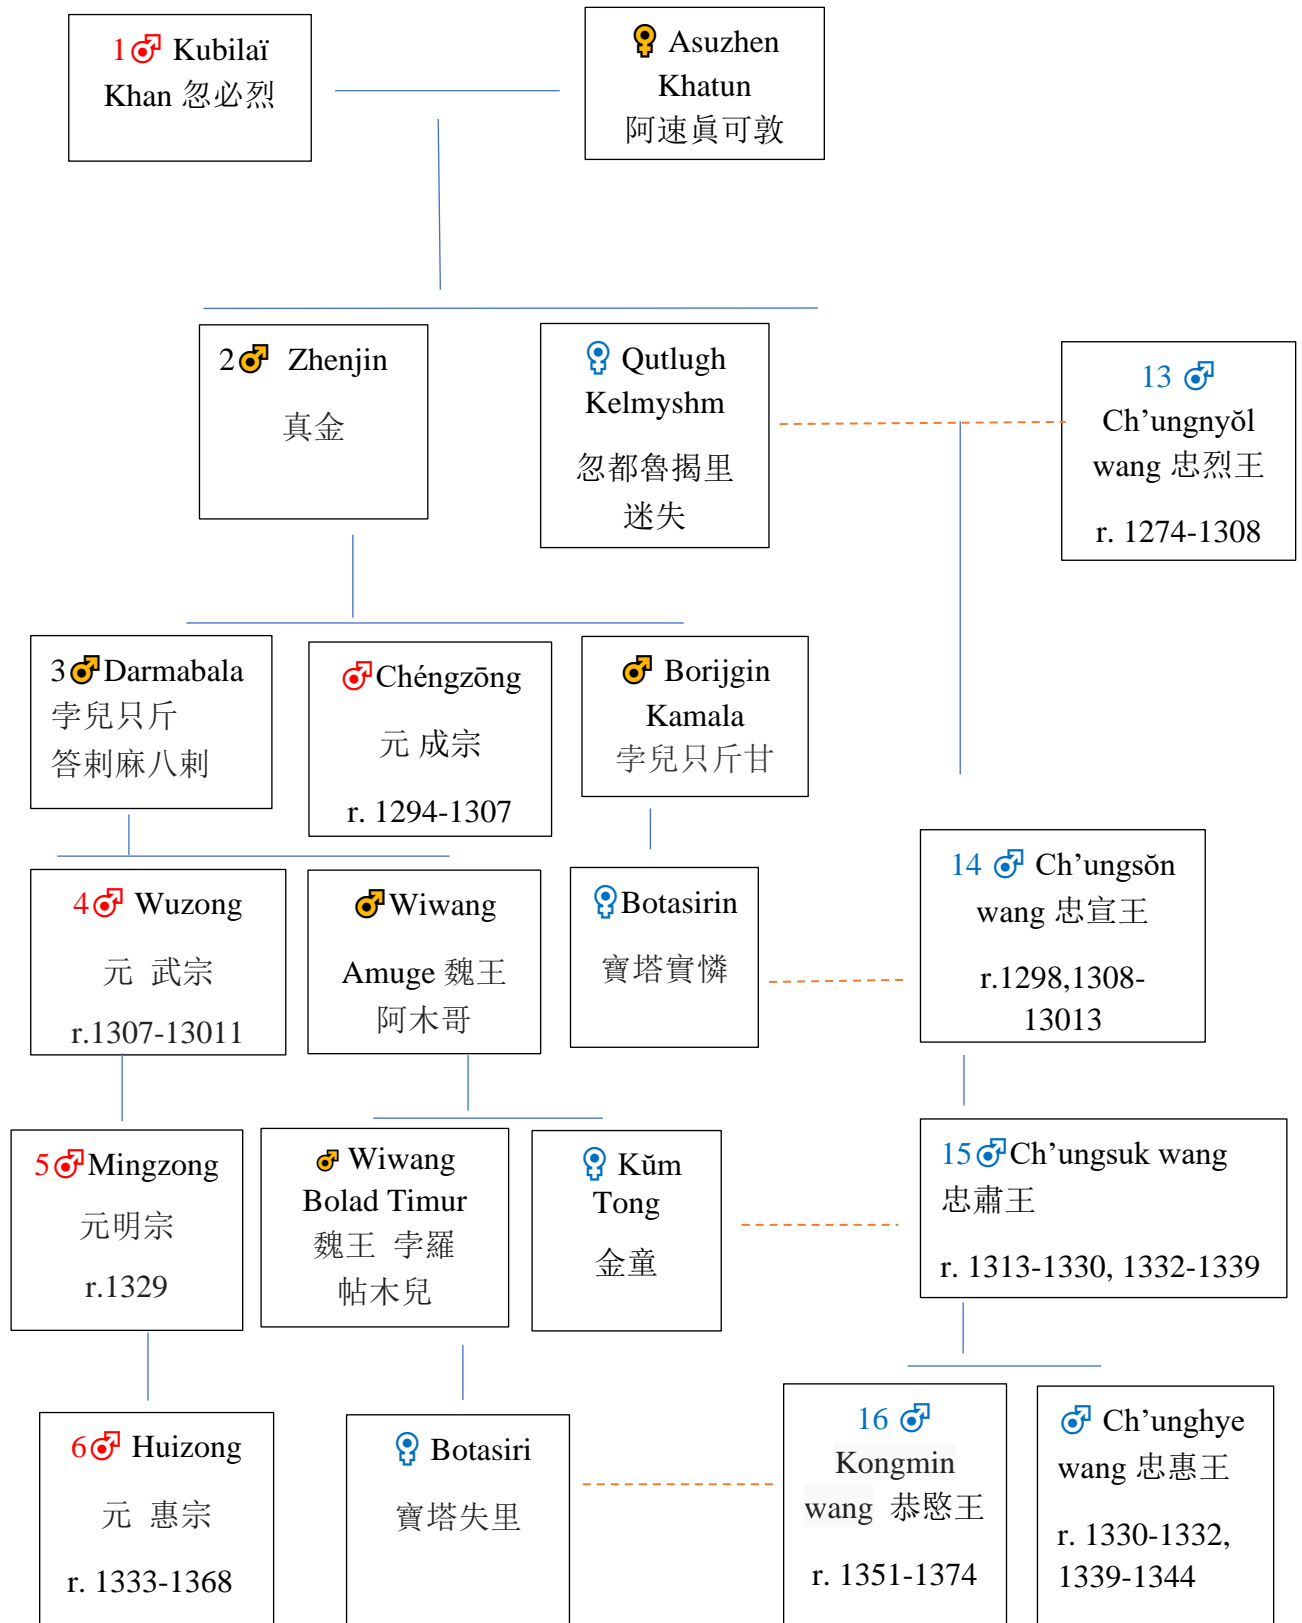 1 Kubilaï
Khan 忽必烈
Asuzhen
Khatun
阿速眞可敦
2 Zhenjin
真金
Qutlugh
Kelmyshm
忽都魯揭里
迷失
13
Ch’ungnyŏl
wang 忠烈王
r. 1274-1308
3 Darmabala
孛兒只斤
答剌麻八剌
Chéngzōng
元 成宗
r. 1294-1307
Borijgin
Kamala
孛兒只斤甘
4 Wuzong
元 武宗
r.1307-13011
Wiwang
Amuge 魏王
阿木哥
Botasirin
寶塔實憐
14 Ch’ungsŏn
wang 忠宣王
r.1298,1308-
13013
5 Mingzong
元明宗
r.1329
Wiwang
Bolad Timur
魏王 孛羅
帖木兒
Kŭm
Tong
金童
15 Ch’ungsuk wang
忠肅王
r. 1313-1330, 1332-1339
6 Huizong
元 惠宗
r. 1333-1368
Botasiri
寶塔失里
16
Kongmin
wang 恭愍王
r. 1351-1374
Ch’unghye
wang 忠惠王
r. 1330-1332,
1339-1344